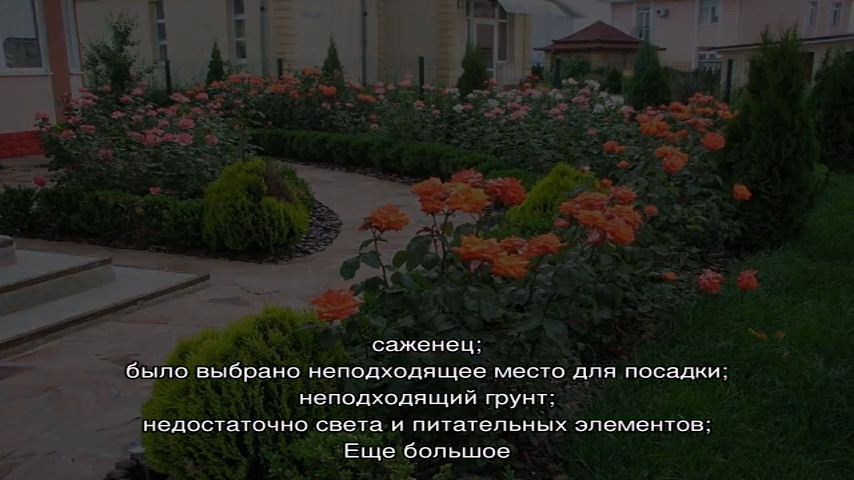 саженец;
было выбрано неподходящее место для посадки;
неподходящий грунт;
недостаточно света и питательных элементов;
Еще большое